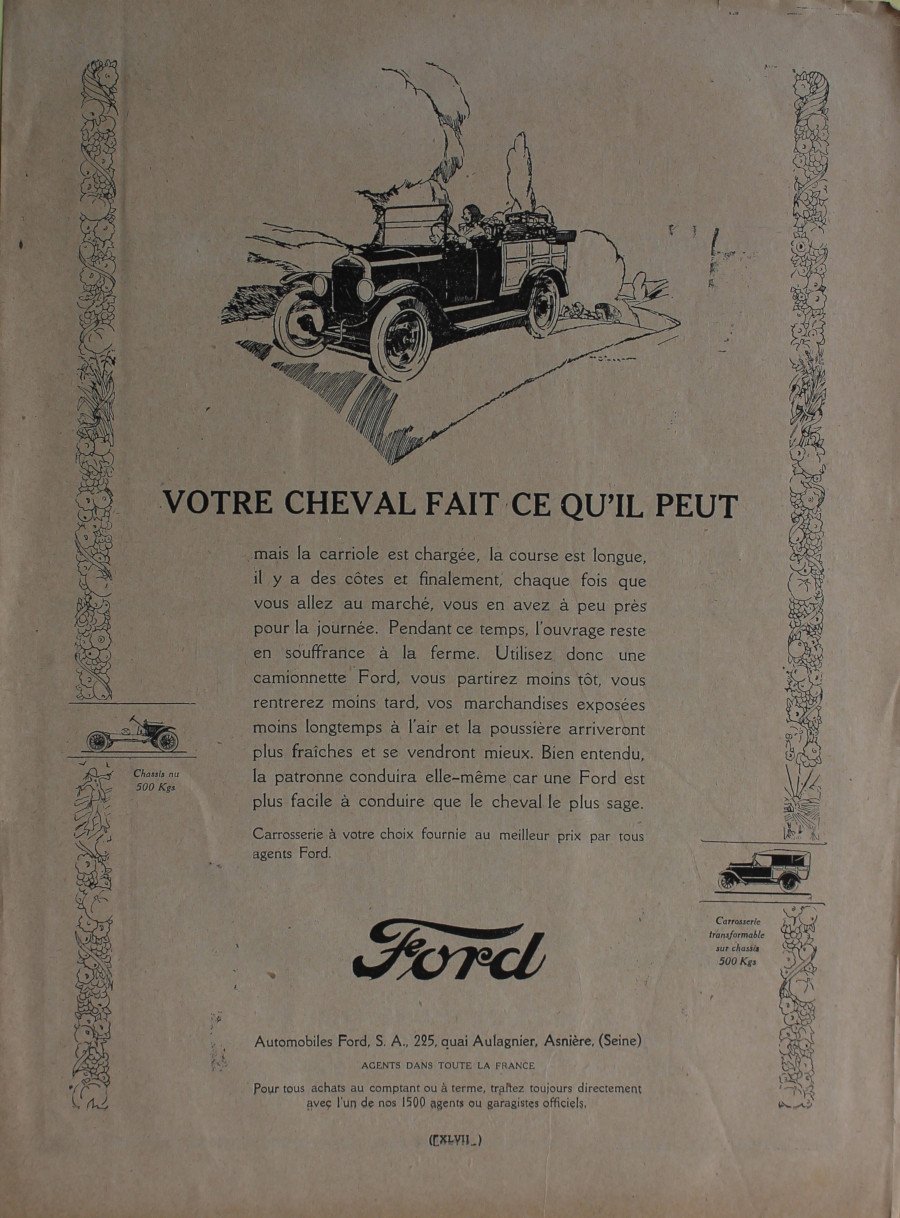 VOTRE CHEVAL FAIT CE QU'IL PEUT
mais la carriole est chargée, la course est longue,
il y a des côtes et finalement, chaque fois que
vous allez au marché, vous en avez à peu près
pour la journée. Pendant ce temps, l'ouvrage reste
en souffrance à la ferme. Utilisez donc une
camionnette Ford, vous partirez moins tôt, vous
rentrerez moins tard, vos marchandises exposées
moins longtemps à l'air et la poussière arriveront
plus fraîches et se vendront mieux. Bien entendu,
la patronne conduira elle-même car une Ford est
plus facile à conduire que le cheval le plus sage.
Carrosserie à votre choix fournie au meilleur prix par tous
agents Ford.
Chassis nu
500 Kgs
Carrosserie
transformable
sur chassis
500 Kgs
Ford
Automobiles Ford, S. A., 225, quai Aulagnier, Asnière, (Seine)
AGENTS DANS TOUTE LA FRANCE
Pour tous achats au comptant ou à terme, traitez toujours directement
avec l'un de nos 1500 agents ou garagistes officiels.
([XLVII_)